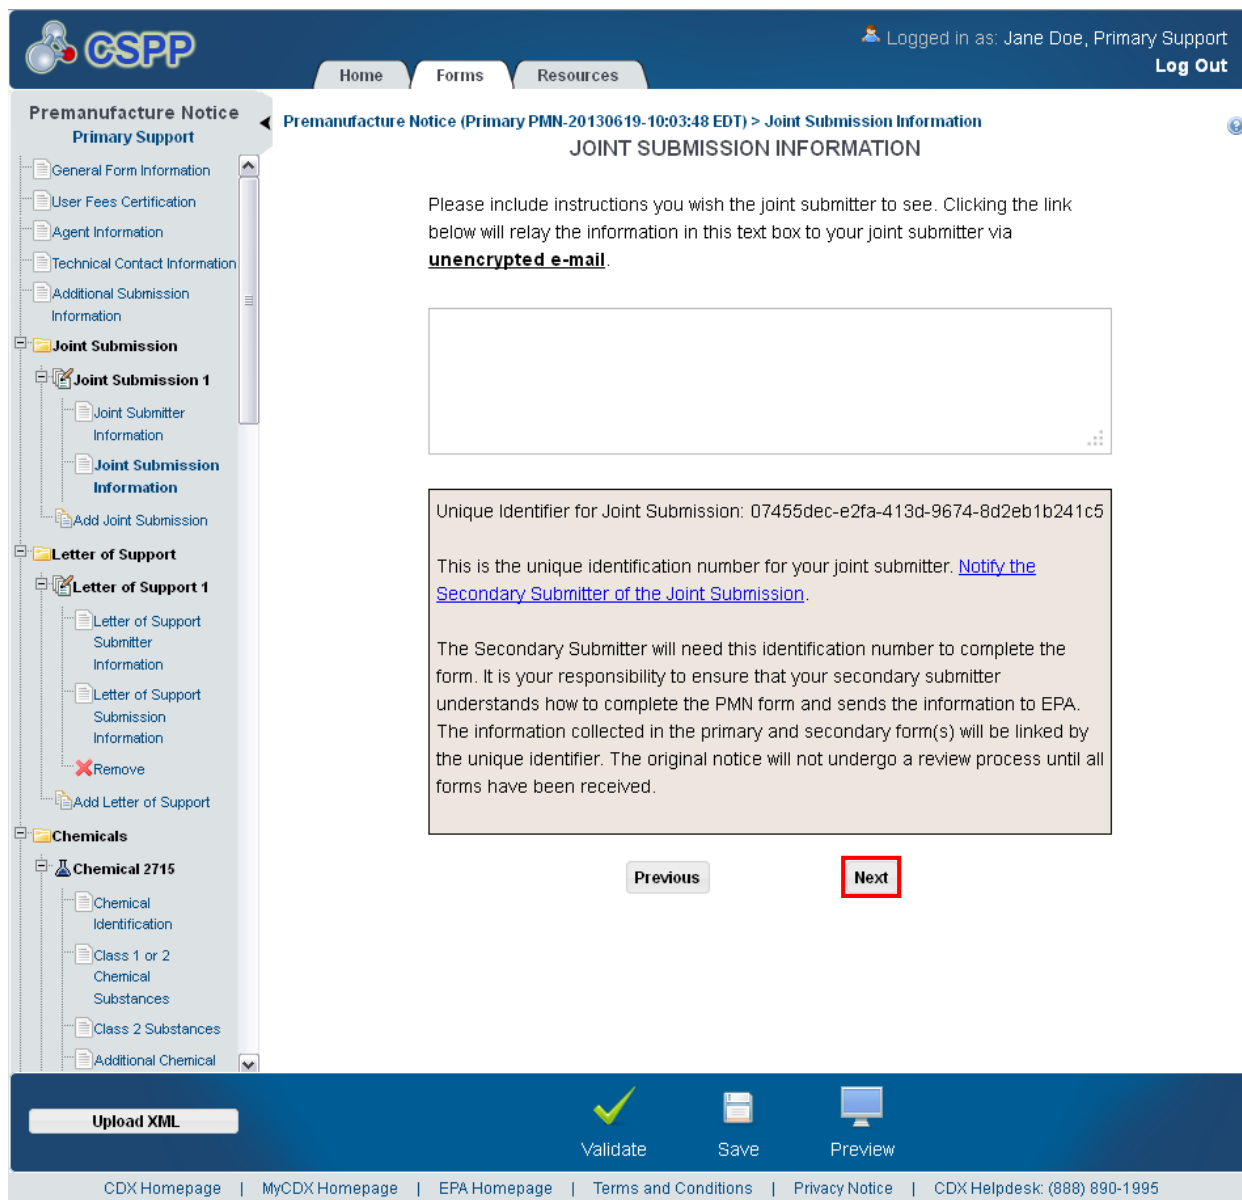 CSPP
Logged in as: Jane Doe, Primary Support
Log Out
Home
Forms
Resources
Premanufacture Notice
Primary Support
General Form Information
User Fees Certification
Agent Information
Technical Contact Information
Additional Submission
Information
Joint Submission
Joint Submission 1
Joint Submitter
Information
Joint Submission
Information
Add Joint Submission
Letter of Support
Letter of Support 1
Letter of Support
Submitter
Information
Letter of Support
Submission
Information
Remove
Add Letter of Support
Chemicals
Chemical 2715
Chemical
Identification
Class 1 or 2
Chemical
Substances
Class 2 Substances
Additional Chemical
Premanufacture Notice (Primary PMN-20130619-10:03:48 EDT) > Joint Submission Information
JOINT SUBMISSION INFORMATION
Please include instructions you wish the joint submitter to see. Clicking the link
below will relay the information in this text box to your joint submitter via
unencrypted e-mail.
Unique Identifier for Joint Submission: 07455dec-e2fa-413d-9674-8d2eb1b241c5
This is the unique identification number for your joint submitter. Notify the
Secondary Submitter of the Joint Submission.
The Secondary Submitter will need this identification number to complete the
form. It is your responsibility to ensure that your secondary submitter
understands how to complete the PMN form and sends the information to EPA.
The information collected in the primary and secondary form(s) will be linked by
the unique identifier. The original notice will not undergo a review process until all
forms have been received.
Previous
Next
Upload XML
Validate
Save
Preview
CDX Homepage | MyCDX Homepage | EPA Homepage | Terms and Conditions | Privacy Notice | CDX Helpdesk: (888) 890-1995